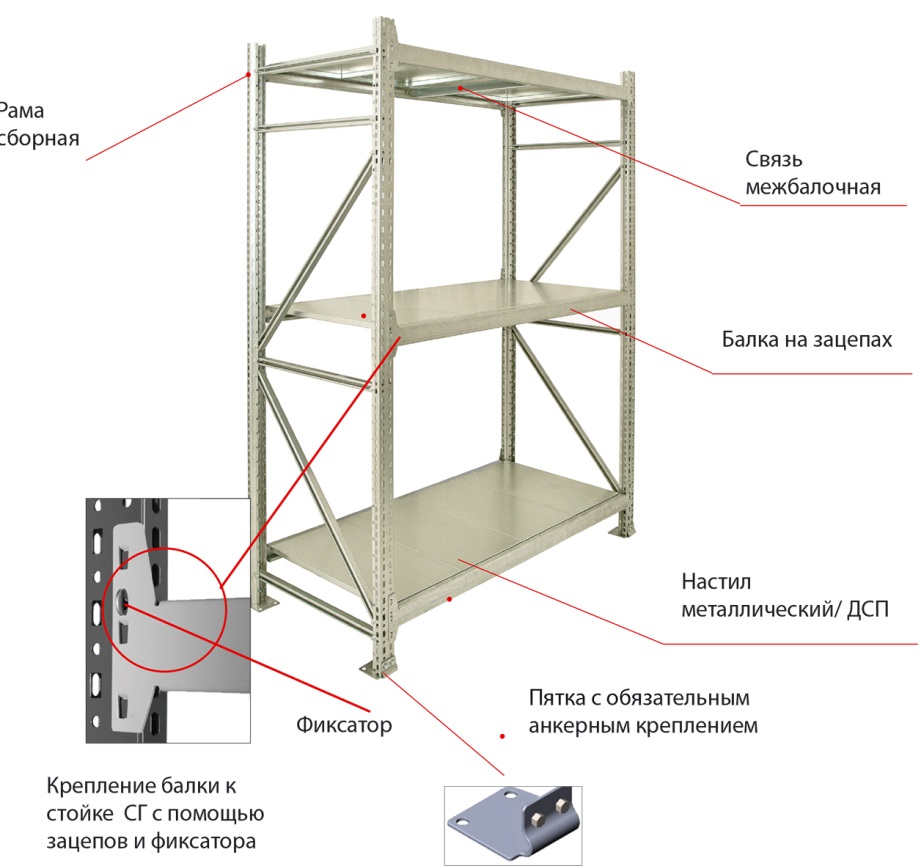 Рама
сборная
Связь
межбалочная
Балка на зацепах
Настил
металлический/ ДСП
Пятка с обязательным
анкерным креплением
Фиксатор
Крепление балки к
стойке СГ с помощью
зацепов и фиксатора